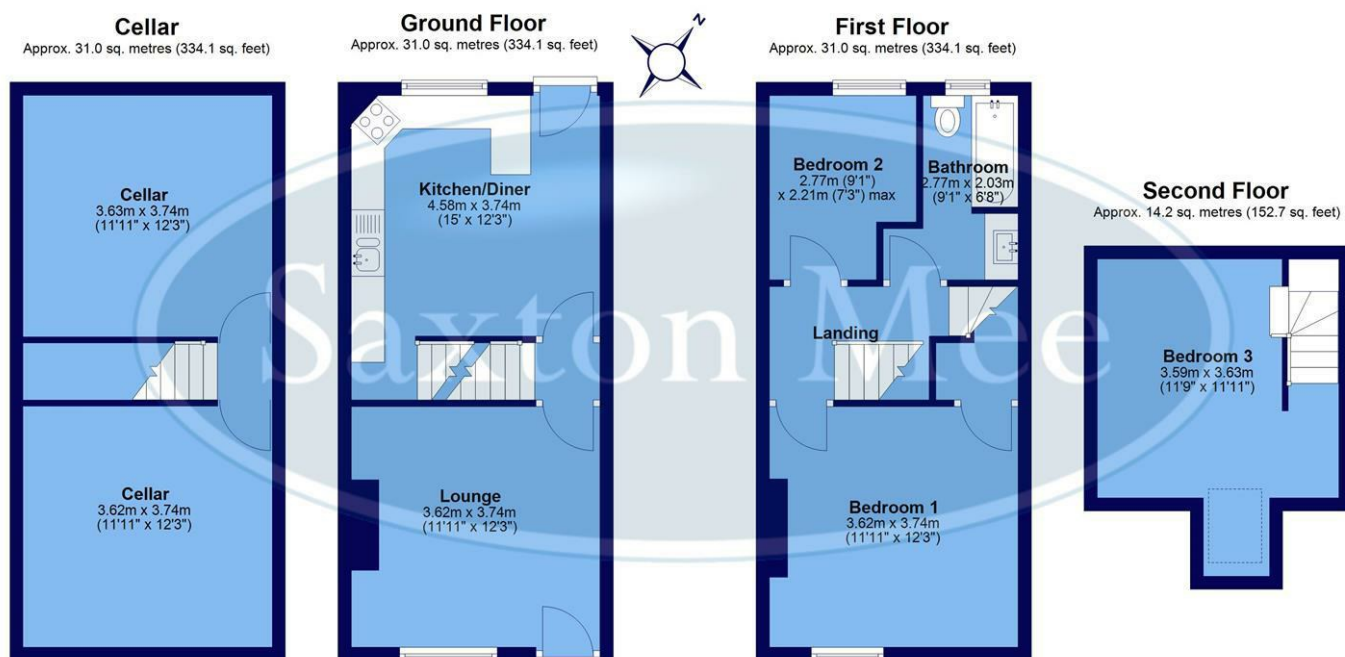 Cellar
Approx. 31.0 sq. metres (334.1 sq. feet)
Cellar
3.63m x 3.74m
(11'11" x 12'3")
Cellar
3.62m x 3.74m
(11'11" x 12'3")
Ground Floor
Approx. 31.0 sq. metres (334.1 sq. feet)
N
Kitchen/Diner
4.58m x 3.74m
(15' x 12'3")
Lounge
3.62m x 3.74m
(11'11" x 12'3")
First Floor
Approx. 31.0 sq. metres (334.1 sq. feet)
Bedroom 2
2.77m (9'1")
x 2.21m (7'3") max
Bathroom
2.77m x 2.03m
(9'1" x 6'8")
Landing
Bedroom 1
3.62m x 3.74m
(11'11" x 12'3")
Second Floor
Approx. 14.2 sq. metres (152.7 sq. feet)
Bedroom 3
3.59m x 3.63m
(11'9" x 11'11")
Saxton Mee